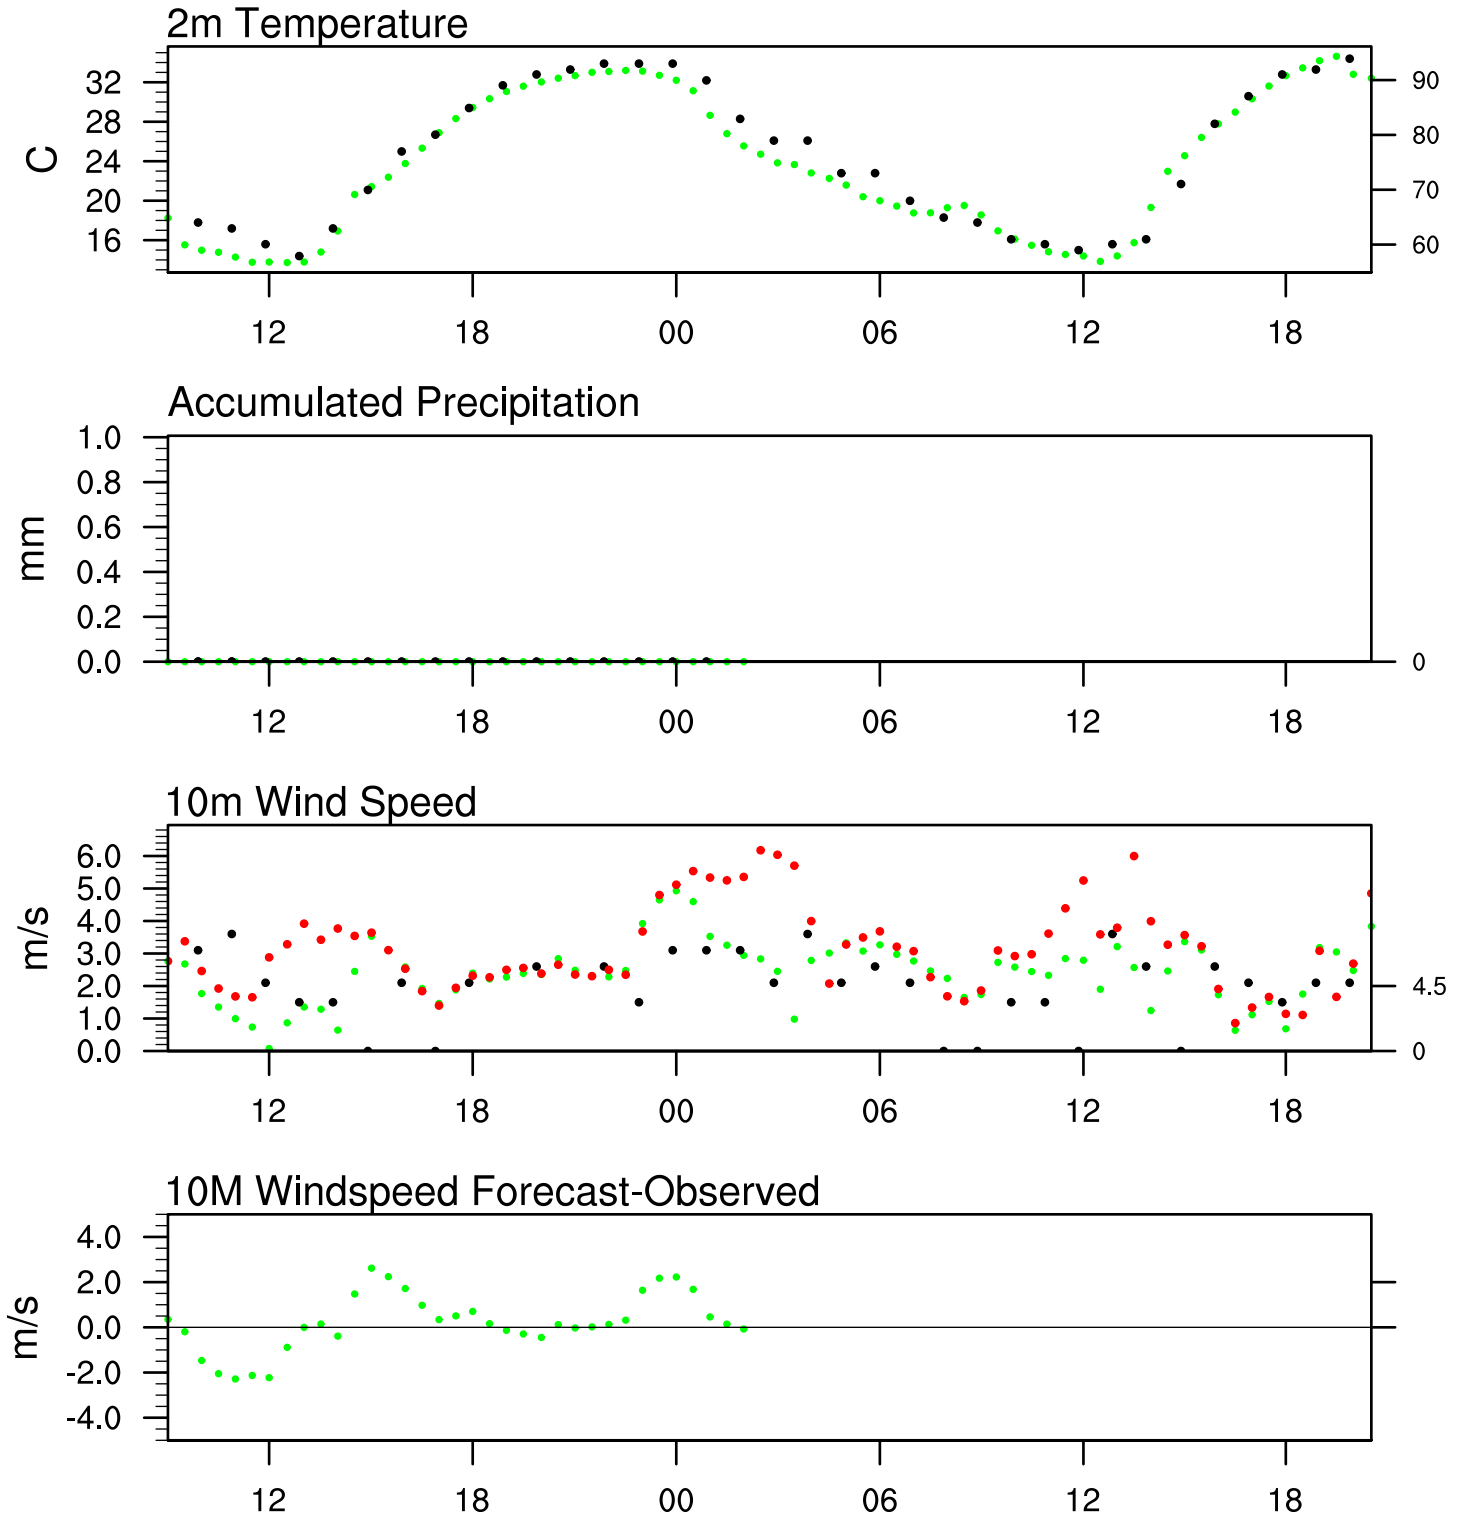 2m Temperature
C
32
28
24
20
16
90
80
70
60
12 18 00 06 12 18
Accumulated Precipitation
mm
1.0
0.8
0.6
0.4
0.2
0.0
0
12 18 00 06 12 18
10m Wind Speed
m/s
6.0
5.0
4.0
3.0
2.0
1.0
0.0
4.5
0
12 18 00 06 12 18
10M Windspeed Forecast-Observed
m/s
4.0
2.0
0.0
-2.0
-4.0
12 18 00 06 12 18